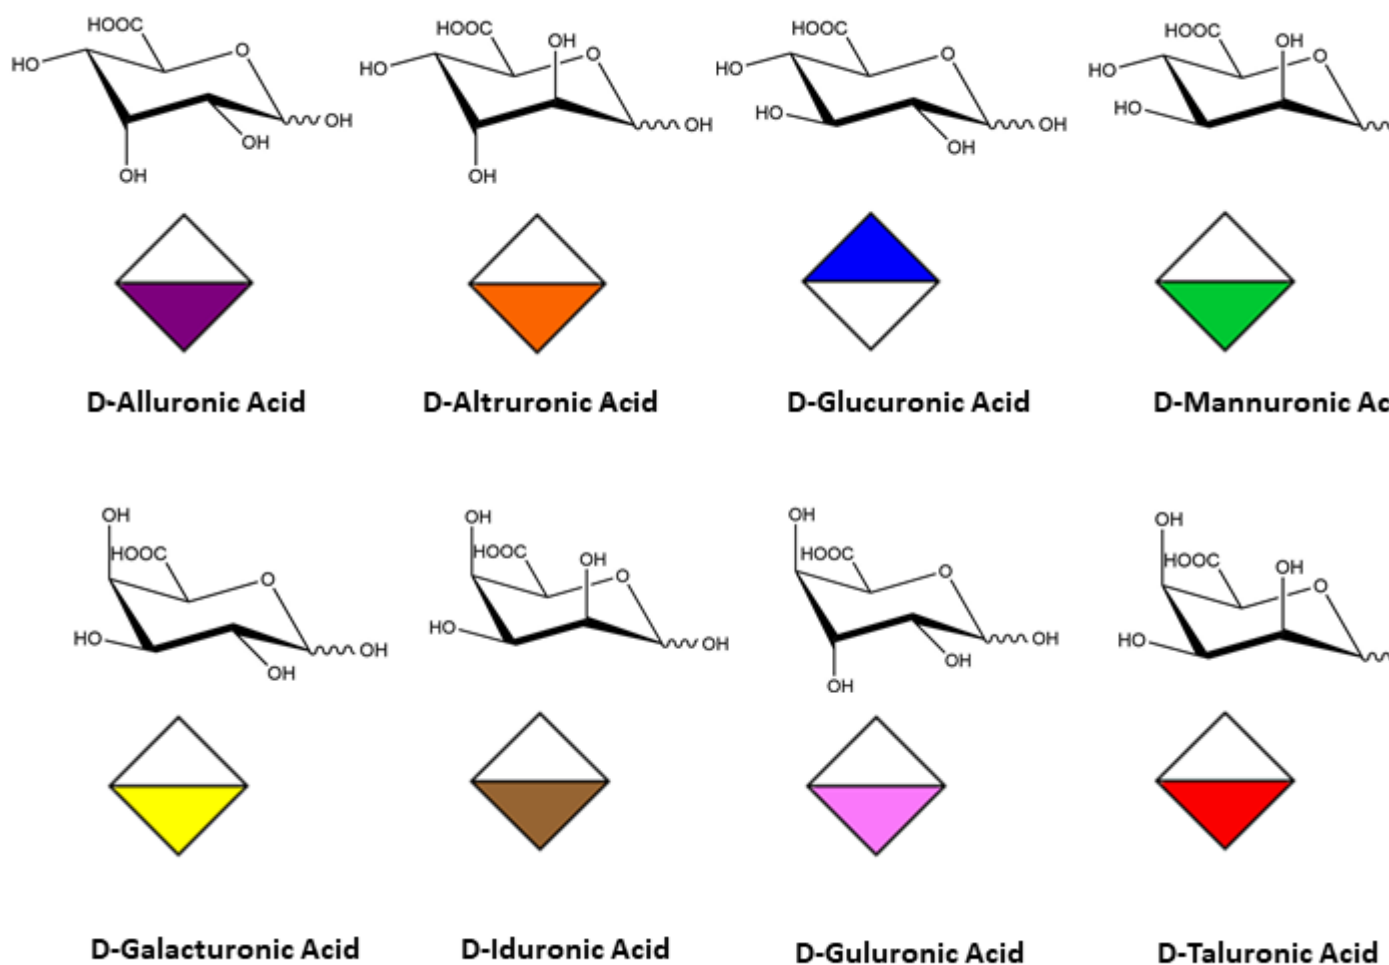 HOOC O HO OH OH OH
HOOC OH O HO OH OH
HOOC O HO HO OH OH
HOOC OH O HO HO
D-Alluronic Acid D-Altruronic Acid D-Glucuronic Acid D-Mannuronic Ac
OH HOOC O HO OH OH
OH HOOC OH O HO OH
OH HOOC O OH OH OH
OH HOOC OH O HO
D-Galacturonic Acid D-Iduronic Acid D-Guluronic Acid D-Taluronic Acid